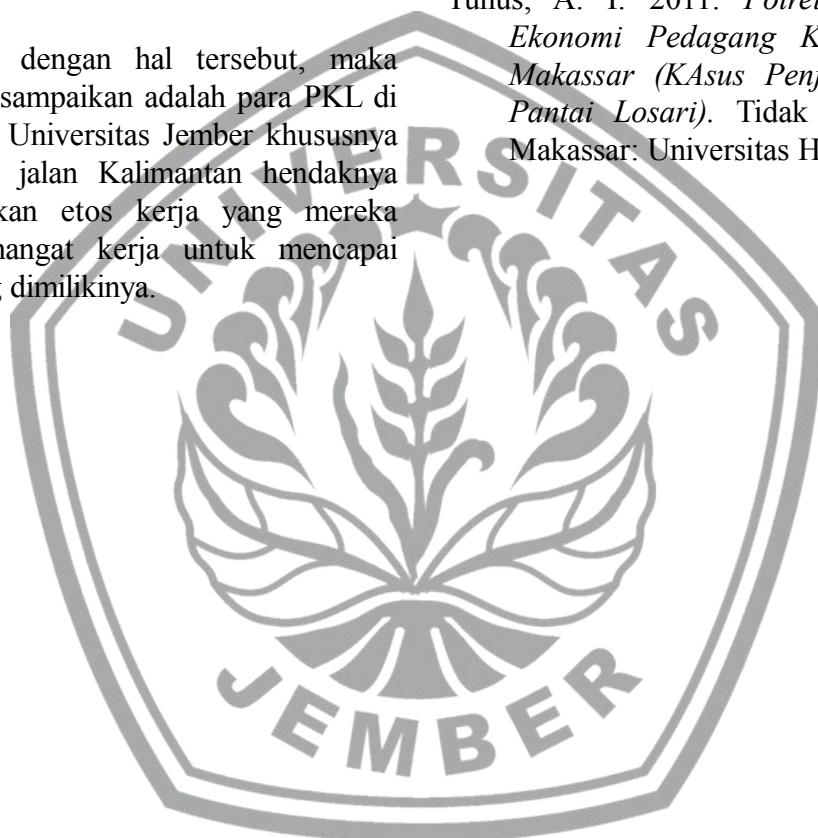 dengan hal tersebut, maka
sampaikan adalah para PKL di
Universitas Jember khususnya
jalan Kalimantan hendaknya
kan etos kerja yang mereka
mangat kerja untuk mencapai
dimilikinya.
A. I. 2011.
Ekonomi Pedagang K
Makassar (KAsus Penj
Pantai Losari). Tidak
Makassar: Universitas H
UNIVERSITAS
JEMBER